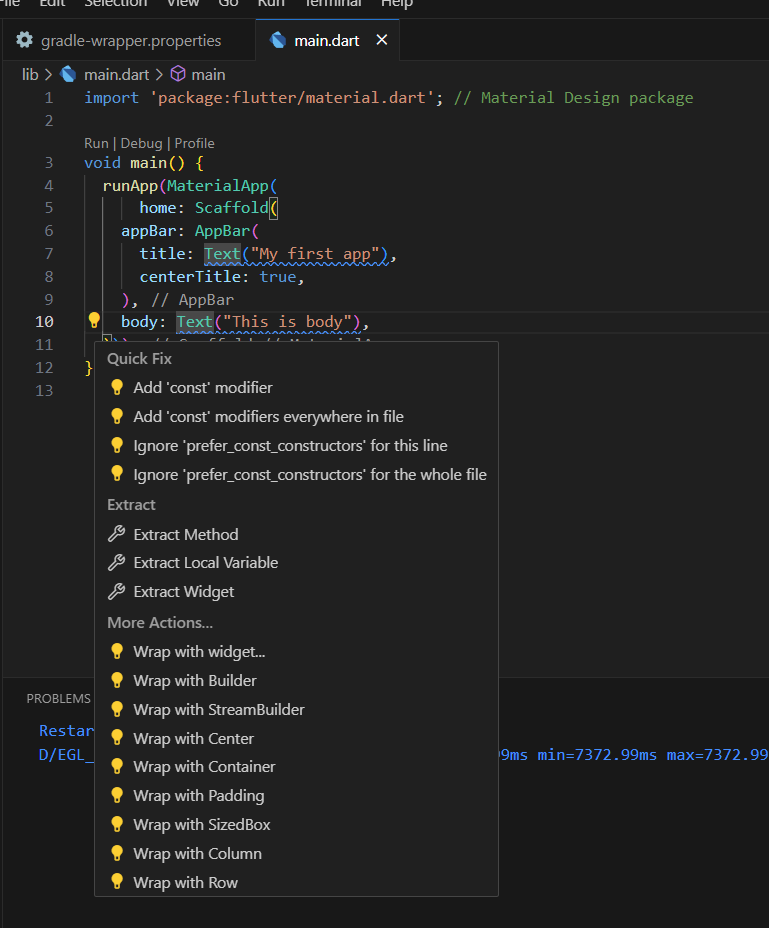 File Edit Selection View Go Run Terminal Help
gradle-wrapper.properties main.dart
lib > main.dart > main
1 import 'package:flutter/material.dart'; // Material Design package
2
Run | Debug | Profile
3 void main() {
4 runApp(MaterialApp(
5 home: Scaffold(
6 appBar: AppBar(
7 title: Text("My first app"),
8 centerTitle: true,
9 ), // AppBar
10 body: Text("This is body"),
11
12 }
13
Quick Fix
Add 'const' modifier
Add 'const' modifiers everywhere in file
Ignore 'prefer_const_constructors' for this line
Ignore 'prefer_const_constructors' for the whole file
Extract
Extract Method
Extract Local Variable
Extract Widget
More Actions...
Wrap with widget...
Wrap with Builder
Wrap with StreamBuilder
Wrap with Center
Wrap with Container
Wrap with Padding
Wrap with SizedBox
Wrap with Column
Wrap with Row
PROBLEMS
Restar
D/EGL_ 9ms min=7372.99ms max=7372.99